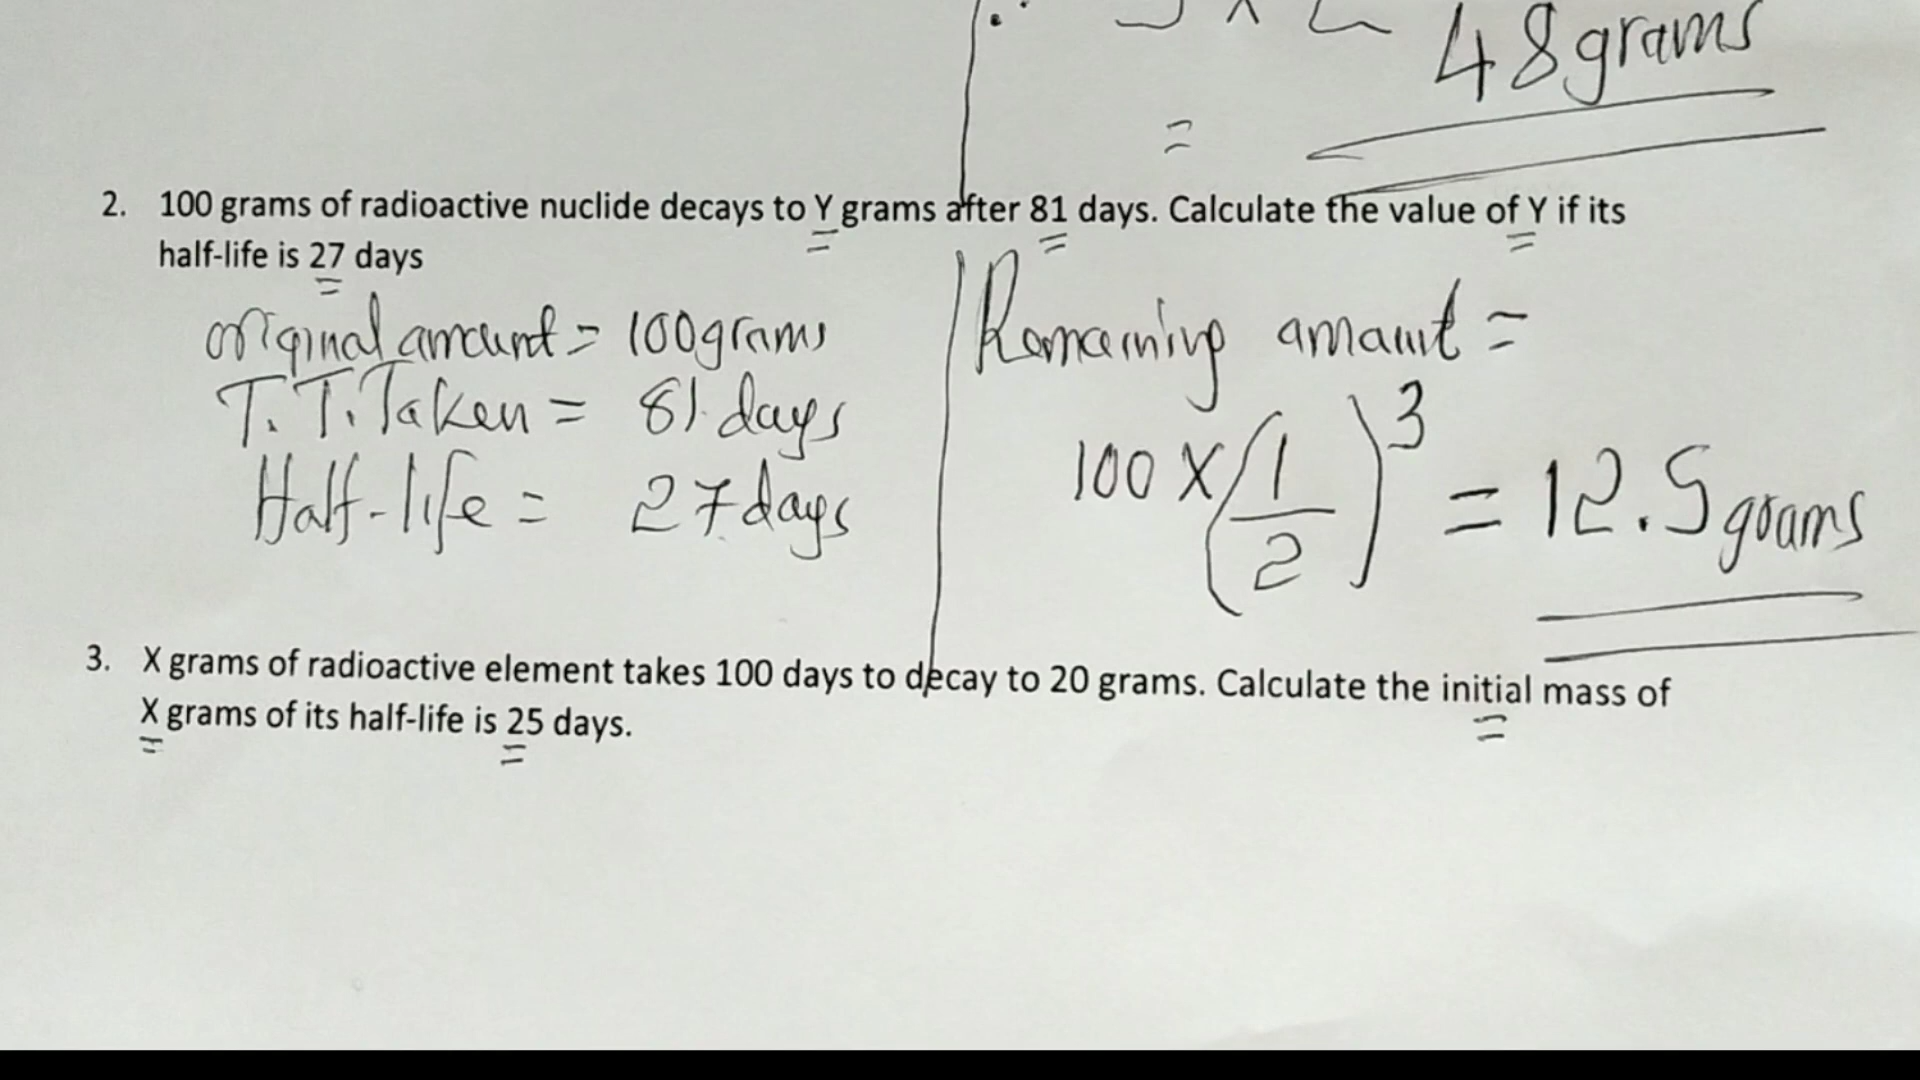 48grams
=
2. 100 grams of radioactive nuclide decays to Y grams after 81 days. Calculate the value of Y if its
half-life is 27 days
original amount = 100grams
T.T.Taken = 81 days
Half-life = 27 days
Remaining amount =
100 x (1/2)^3 = 12.5 grams
3. X grams of radioactive element takes 100 days to decay to 20 grams. Calculate the initial mass of
X grams of its half-life is 25 days.